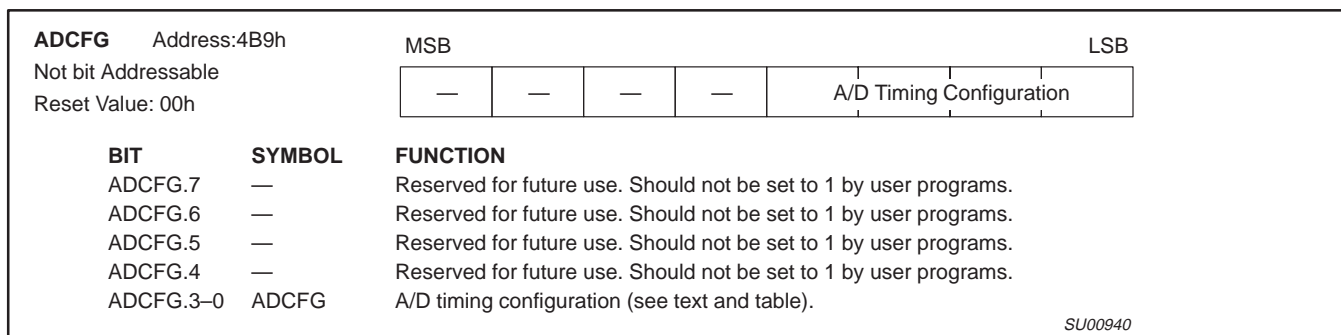 ADCFG Address:4B9h MSB LSB
Not bit Addressable
Reset Value: 00h
— — — — A/D Timing Configuration
BIT SYMBOL FUNCTION
ADCFG.7 — Reserved for future use. Should not be set to 1 by user programs.
ADCFG.6 — Reserved for future use. Should not be set to 1 by user programs.
ADCFG.5 — Reserved for future use. Should not be set to 1 by user programs.
ADCFG.4 — Reserved for future use. Should not be set to 1 by user programs.
ADCFG.3–0 ADCFG A/D timing configuration (see text and table).
SU00940